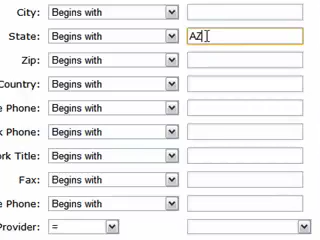 City: Begins with
State: Begins with AZ
Zip: Begins with
Country: Begins with
e Phone: Begins with
k Phone: Begins with
rk Title: Begins with
Fax: Begins with
e Phone: Begins with
Provider: =